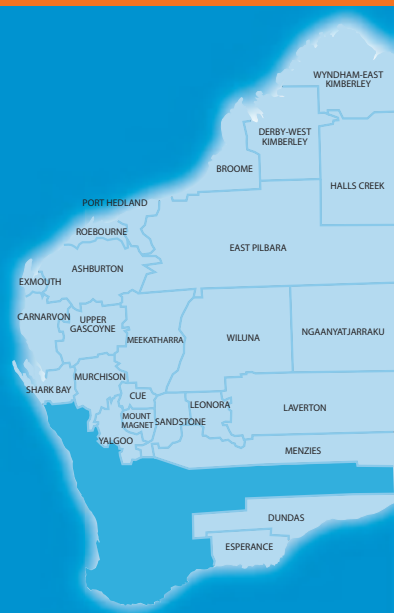 WYNDHAM-EAST
KIMBERLEY
DERBY-WEST
KIMBERLEY
BROOME
HALLS CREEK
PORT HEDLAND
ROEBOURNE
EAST PILBARA
ASHBURTON
EXMOUTH
CARNARVON
UPPER
GASCOYNE
MEEKATHARRA
WILUNA
NGAANYATJARRAKU
MURCHISON
SHARK BAY
CUE
LEONORA
LAVERTON
MOUNT
MAGNET
SANDSTONE
YALGOO
MENZIES
DUNDAS
ESPERANCE